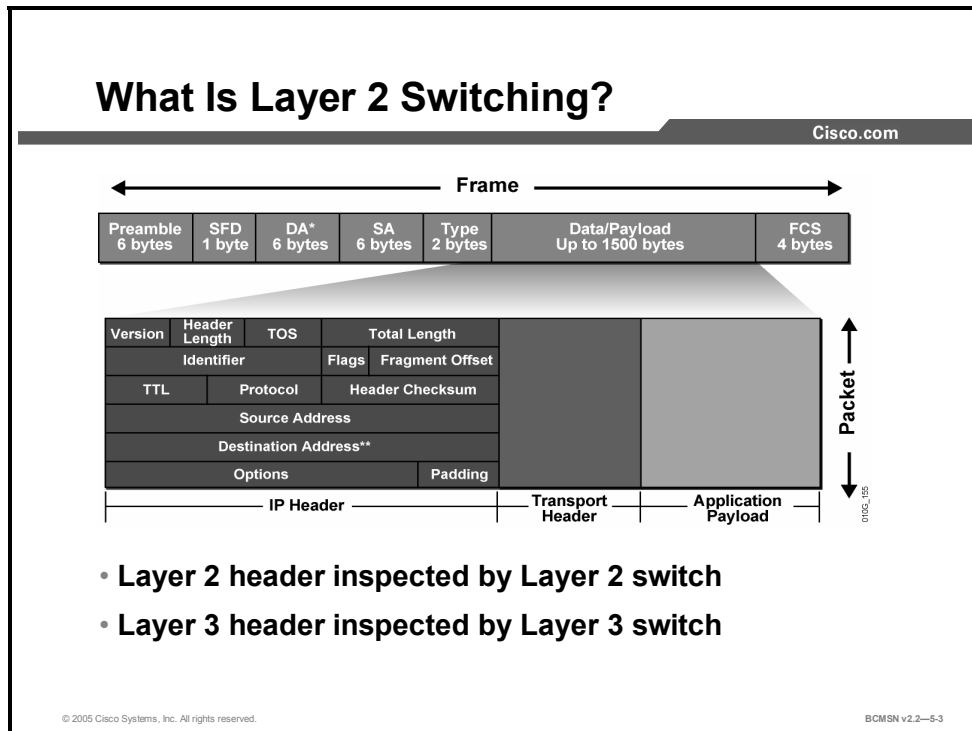 What Is Layer 2 Switching?
Cisco.com
Frame
Preamble 6 bytes
SFD 1 byte
DA* 6 bytes
SA 6 bytes
Type 2 bytes
Data/Payload Up to 1500 bytes
FCS 4 bytes
Version
Header Length
TOS
Total Length
Identifier
Flags
Fragment Offset
TTL
Protocol
Header Checksum
Source Address
Destination Address**
Options
Padding
Packet
IP Header
Transport Header
Application Payload
010G_155
• Layer 2 header inspected by Layer 2 switch
• Layer 3 header inspected by Layer 3 switch
© 2005 Cisco Systems, Inc. All rights reserved.
BCMSN v2.2—5-3